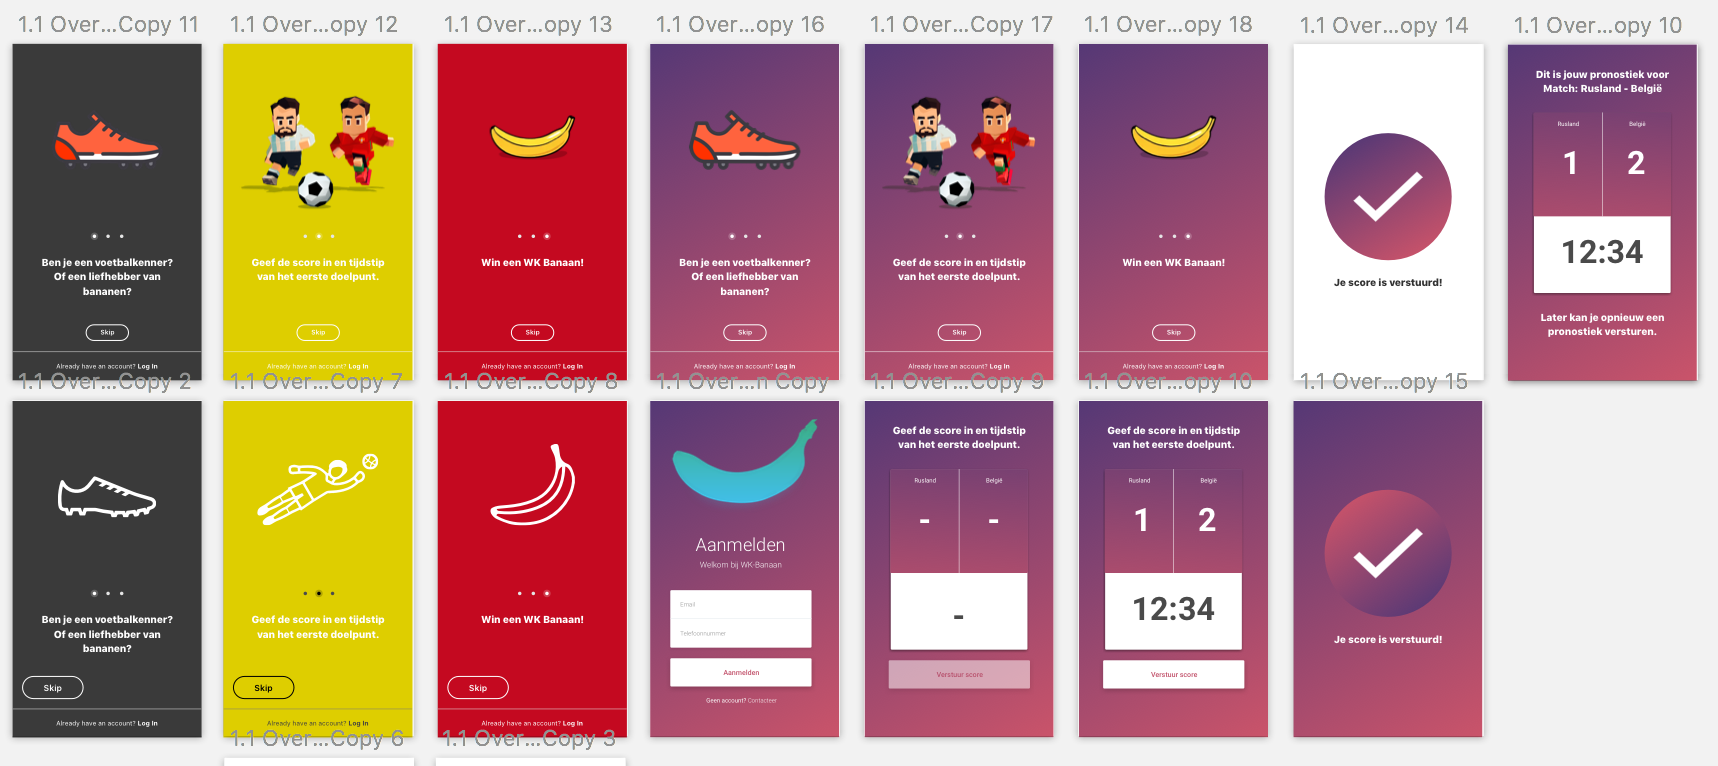 1.1 Over...Copy 11
1.1 Over...opy 12
1.1 Over...opy 13
1.1 Over...opy 16
1.1 Over...Copy 17
1.1 Over...opy 18
1.1 Over...opy 14
1.1 Over...opy 10
Ben je een voetbalkenner?
Of een liefhebber van
bananen?
Skip
Already have an account? Log In
Geef de score in en tijdstip
van het eerste doelpunt.
Skip
Already have an account? Log In
Win een WK Banaan!
Skip
Already have an account? Log In
Ben je een voetbalkenner?
Of een liefhebber van
bananen?
Skip
Already have an account? Log In
Geef de score in en tijdstip
van het eerste doelpunt.
Skip
Already have an account? Log In
Win een WK Banaan!
Skip
Already have an account? Log In
Je score is verstuurd!
Dit is jouw pronostiek voor
Match: Rusland - België
Rusland
België
1
2
12:34
Later kan je opnieuw een
pronostiek versturen.
1.1 Over...Copy 2
1.1 Over...Copy 7
1.1 Over...Copy 8
1.1 Over...n Copy
1.1 Over...Copy 9
1.1 Over...opy 10
1.1 Over...opy 15
Ben je een voetbalkenner?
Of een liefhebber van
bananen?
Skip
Already have an account? Log In
Geef de score in en tijdstip
van het eerste doelpunt.
Skip
Already have an account? Log In
Win een WK Banaan!
Skip
Already have an account? Log In
Aanmelden
Welkom bij WK-Banaan
Email
Telefoonnummer
Aanmelden
Geen account? Contacteer
Geef de score in en tijdstip
van het eerste doelpunt.
Rusland
België
-
-
-
Verstuur score
Geef de score in en tijdstip
van het eerste doelpunt.
Rusland
België
1
2
12:34
Verstuur score
Je score is verstuurd!
1.1 Over...Copy 6
1.1 Over...Copy 3